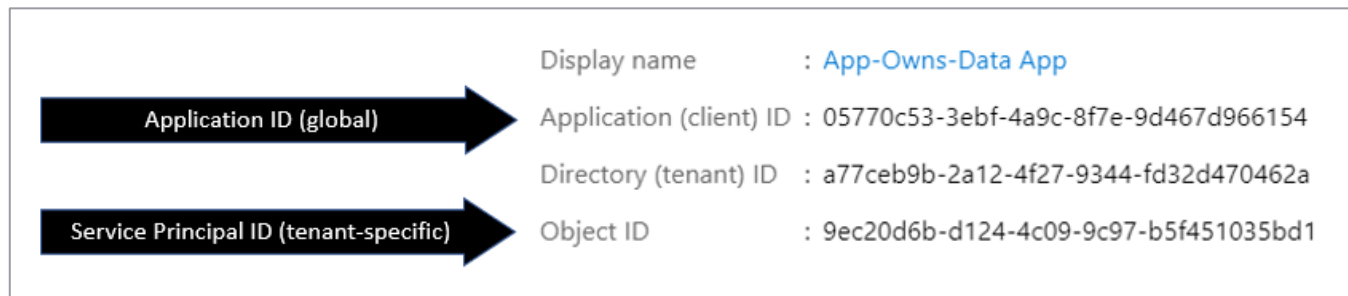 Display name : App-Owns-Data App
Application ID (global) Application (client) ID : 05770c53-3ebf-4a9c-8f7e-9d467d966154
Directory (tenant) ID : a77ceb9b-2a12-4f27-9344-fd32d470462a
Service Principal ID (tenant-specific) Object ID : 9ec20d6b-d124-4c09-9c97-b5f451035bd1